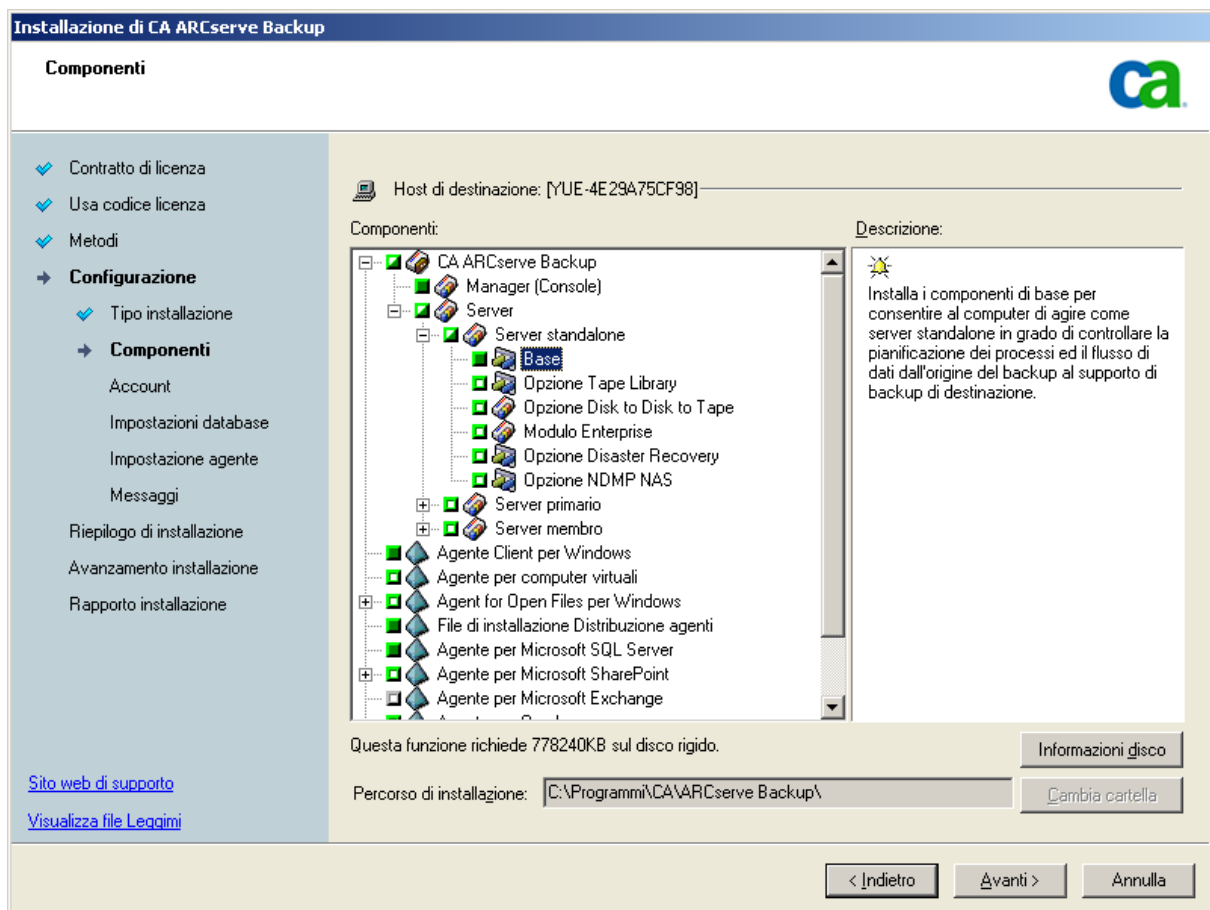 Installazione di CA ARCserve Backup
Componenti
ca
Contratto di licenza
Usa codice licenza
Metodi
Configurazione
Tipo installazione
Componenti
Account
Impostazioni database
Impostazione agente
Messaggi
Riepilogo di installazione
Avanzamento installazione
Rapporto installazione
Sito web di supporto
Visualizza file Leggimi
Host di destinazione: [YUE-4E29A75CF98]
Componenti:
CA ARCserve Backup
Manager (Console)
Server
Server standalone
Base
Opzione Tape Library
Opzione Disk to Disk to Tape
Modulo Enterprise
Opzione Disaster Recovery
Opzione NDMP NAS
Server primario
Server membro
Agente Client per Windows
Agente per computer virtuali
Agent for Open Files per Windows
File di installazione Distribuzione agenti
Agente per Microsoft SQL Server
Agente per Microsoft SharePoint
Agente per Microsoft Exchange
Descrizione:
Installa i componenti di base per
consentire al computer di agire come
server standalone in grado di controllare la
pianificazione dei processi ed il flusso di
dati dall'origine del backup al supporto di
backup di destinazione.
Questa funzione richiede 778240KB sul disco rigido.
Informazioni disco
Percorso di installazione: C:\Programmi\CA\ARCserve Backup\
Cambia cartella
< Indietro
Avanti >
Annulla